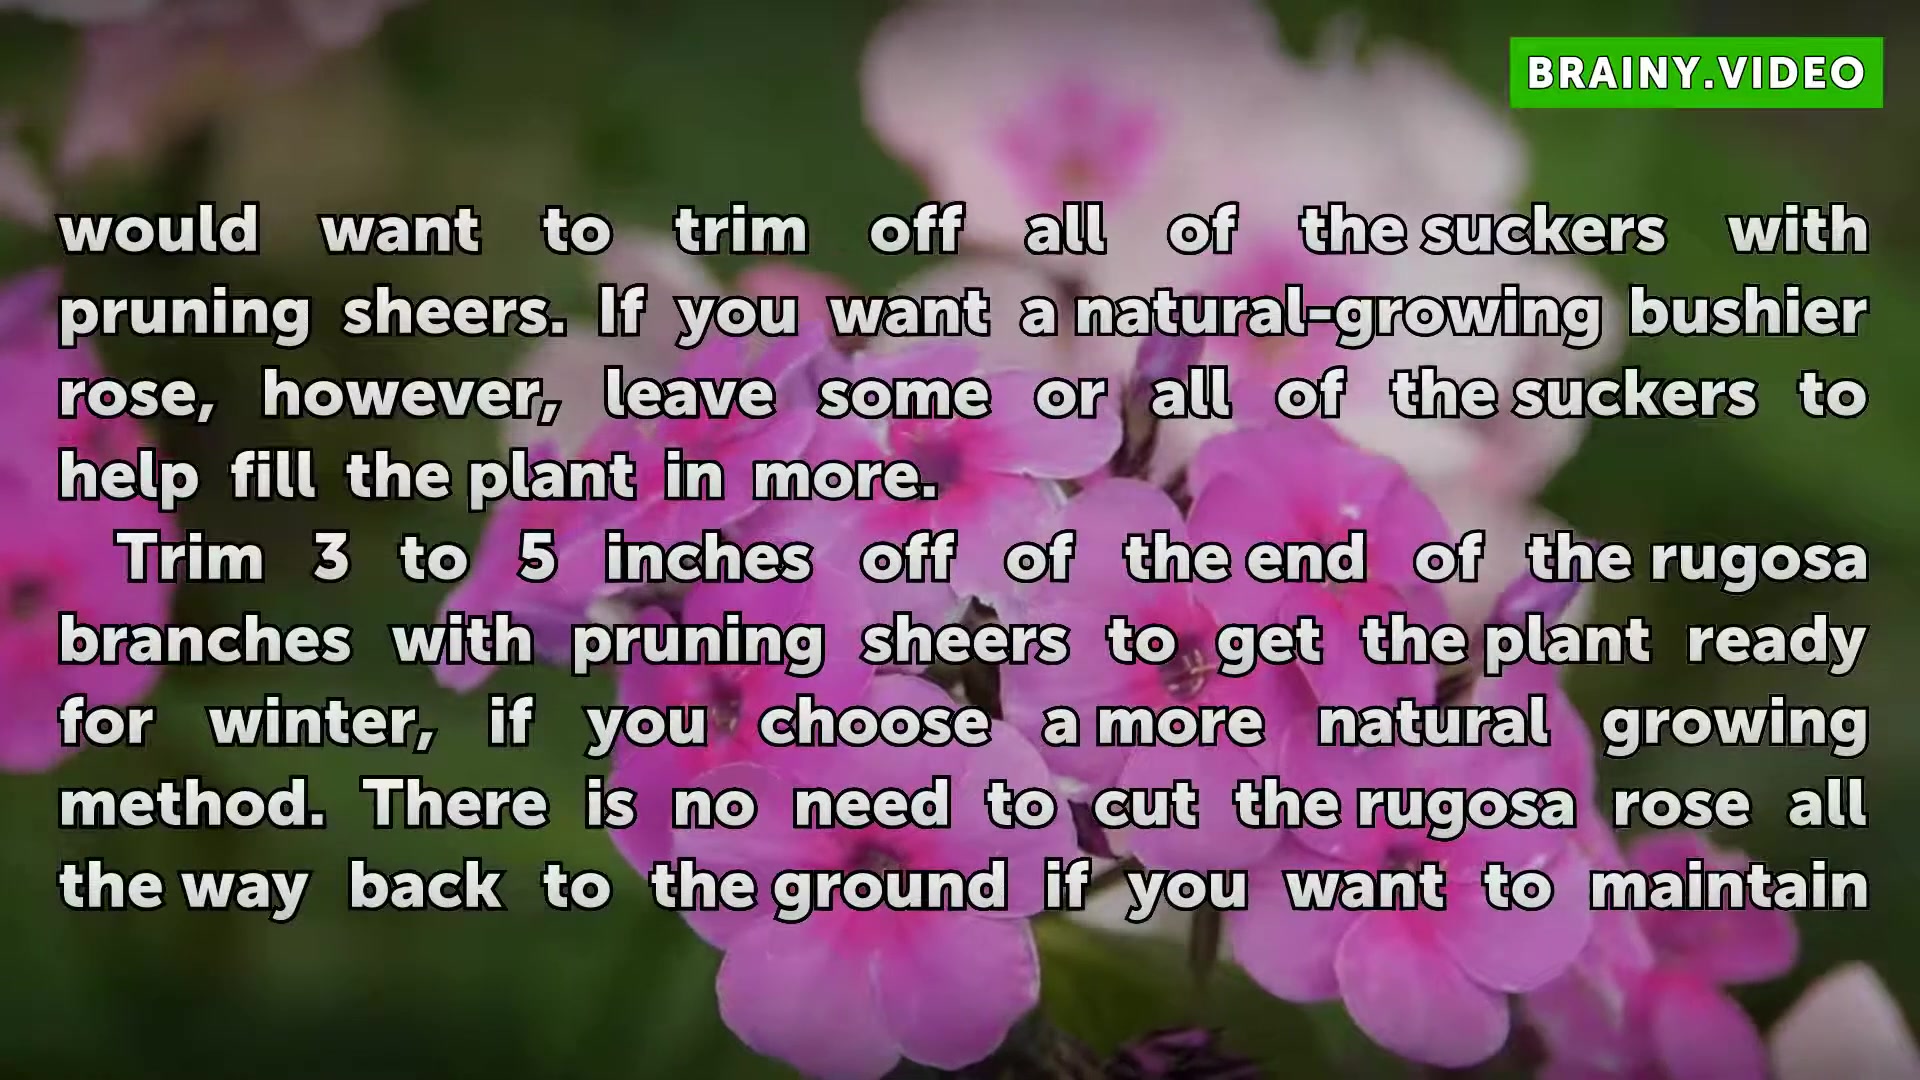 BRAINY.VIDEO
would want to trim off all of the suckers with
pruning sheers. If you want a natural-growing bushier
rose, however, leave some or all of the suckers to
help fill the plant in more.
Trim 3 to 5 inches off of the end of the rugosa
branches with pruning sheers to get the plant ready
for winter, if you choose a more natural growing
method. There is no need to cut the rugosa rose all
the way back to the ground if you want to maintain